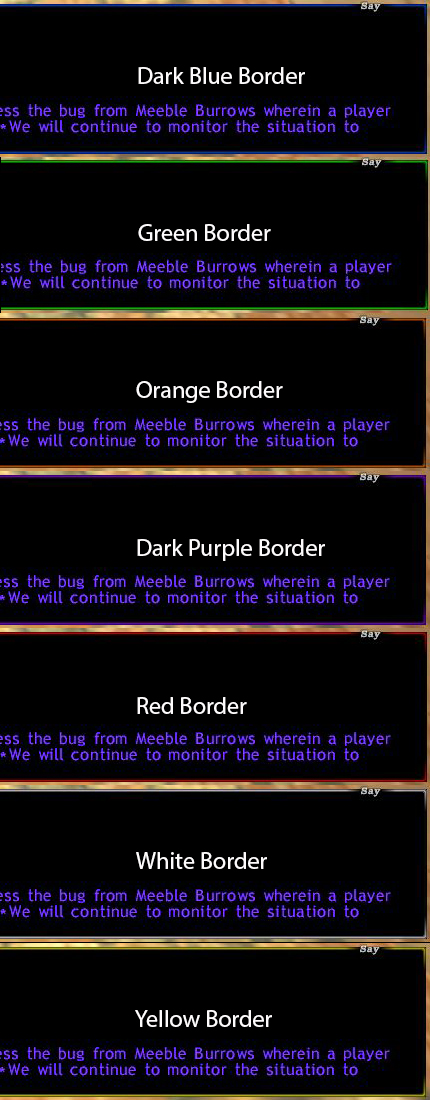 Say
Dark Blue Border
ess the bug from Meeble Burrows wherein a player
*We will continue to monitor the situation to
Say
Green Border
ess the bug from Meeble Burrows wherein a player
*We will continue to monitor the situation to
Say
Orange Border
ess the bug from Meeble Burrows wherein a player
*We will continue to monitor the situation to
Say
Dark Purple Border
ess the bug from Meeble Burrows wherein a player
*We will continue to monitor the situation to
Say
Red Border
ess the bug from Meeble Burrows wherein a player
*We will continue to monitor the situation to
Say
White Border
ess the bug from Meeble Burrows wherein a player
*We will continue to monitor the situation to
Say
Yellow Border
ess the bug from Meeble Burrows wherein a player
*We will continue to monitor the situation to